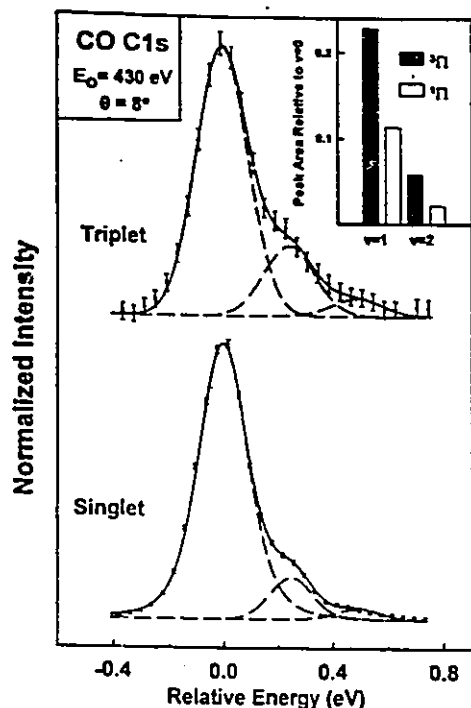 CO C1s
E₀= 430 eV
θ = 8°
Triplet
Singlet
Normalized Intensity
-0.4 0.0 0.4 0.8
Relative Energy (eV)
Peak Area Relative to v=0
0.2
0.1
³Π
¹Π
v=1 v=2